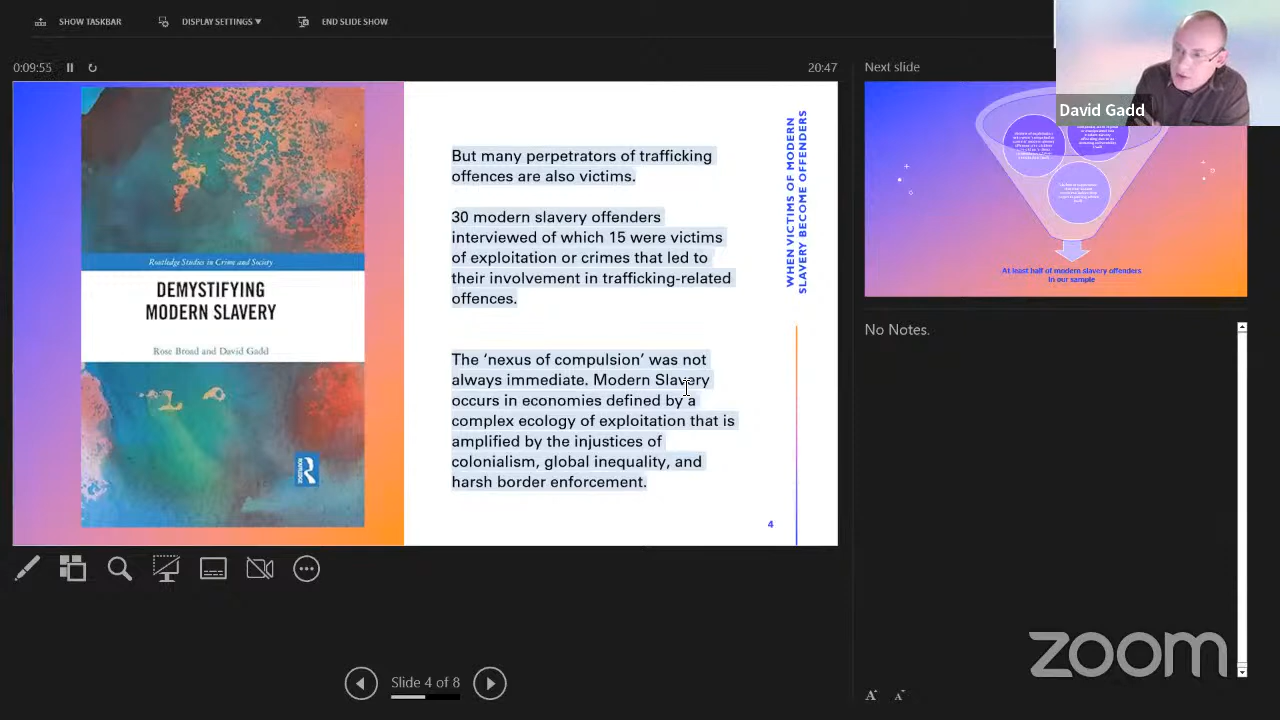 SHOW TASKBAR
DISPLAY SETTINGS ▾
END SLIDE SHOW
0:09:55
20:47
Next slide
David Gadd
Routledge Studies in Crime and Society
DEMYSTIFYING
MODERN SLAVERY
Rose Broad and David Gadd
ROUTLEDGE
But many perpetrators of trafficking
offences are also victims.
30 modern slavery offenders
interviewed of which 15 were victims
of exploitation or crimes that led to
their involvement in trafficking-related
offences.
The ‘nexus of compulsion’ was not
always immediate. Modern Slavery
occurs in economies defined by a
complex ecology of exploitation that is
amplified by the injustices of
colonialism, global inequality, and
harsh border enforcement.
WHEN VICTIMS OF MODERN
SLAVERY BECOME OFFENDERS
4
At least half of modern slavery offenders
In our sample
No Notes.
Slide 4 of 8
zoom